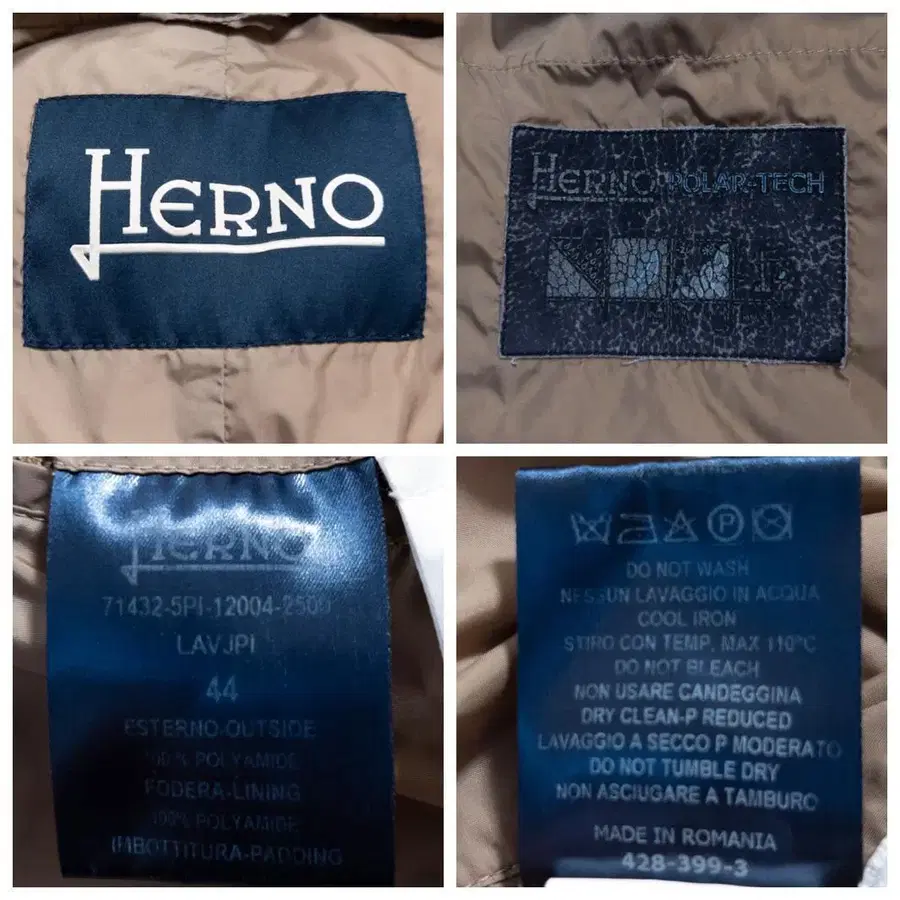 HERNO
HERNO POLAR-TECH
HERNO
71432-5PI-12004-2500
LAVJPI
44
ESTERNO-OUTSIDE
100% POLYAMIDE
FODERA-LINING
100% POLYAMIDE
IMBOTTITURA-PADDING
P
DO NOT WASH
NESSUN LAVAGGIO IN ACQUA
COOL IRON
STIRO CON TEMP. MAX 110°C
DO NOT BLEACH
NON USARE CANDEGGINA
DRY CLEAN-P REDUCED
LAVAGGIO A SECCO P MODERATO
DO NOT TUMBLE DRY
NON ASCIUGARE A TAMBURO
MADE IN ROMANIA
428-399-3